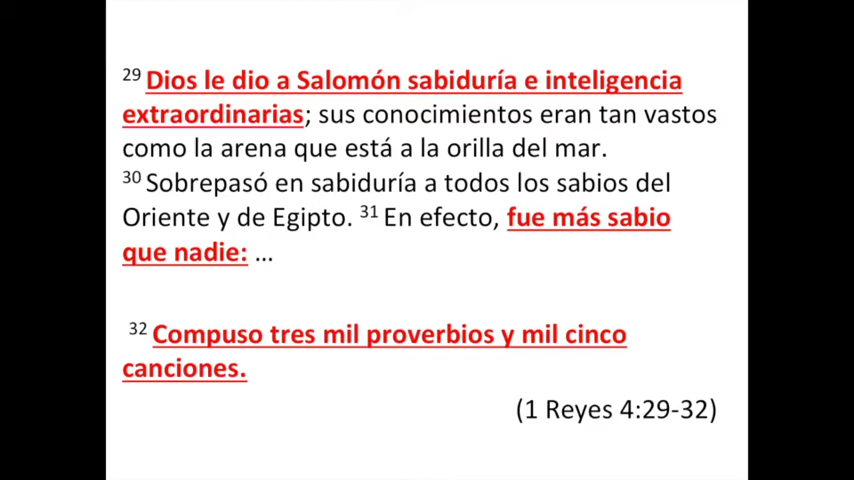 29 Dios le dio a Salomón sabiduría e inteligencia
extraordinarias; sus conocimientos eran tan vastos
como la arena que está a la orilla del mar.
30 Sobrepasó en sabiduría a todos los sabios del
Oriente y de Egipto. 31 En efecto, fue más sabio
que nadie: ...
32 Compuso tres mil proverbios y mil cinco
canciones.
(1 Reyes 4:29-32)